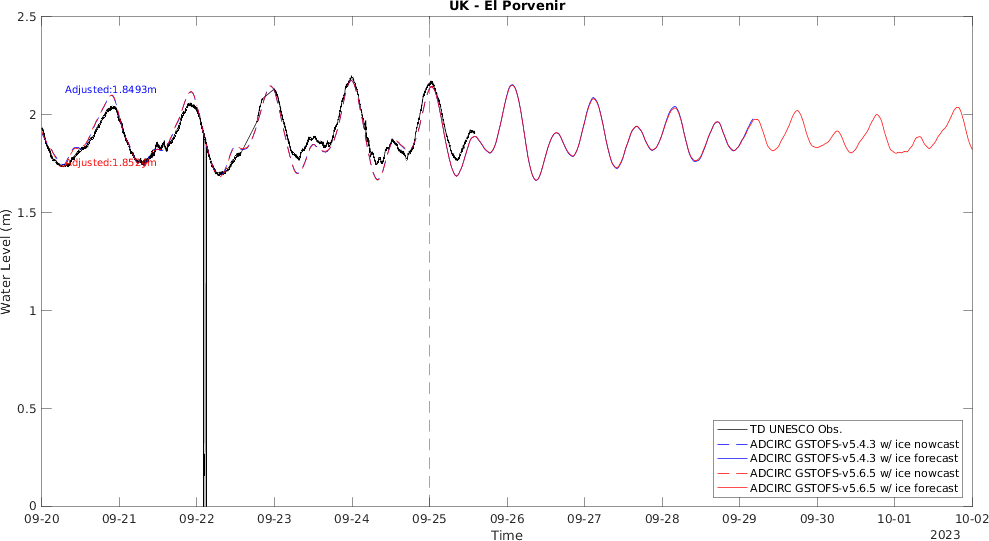 UK - El Porvenir
2.5
2
1.5
1
0.5
0
Water Level (m)
Adjusted:1.8493m
09-20
09-21
09-22
09-23
09-24
09-25
09-26
09-27
09-28
09-29
09-30
10-01
10-02
Time
2023
TD UNESCO Obs.
ADCIRC GSTOFS-v5.4.3 w/ ice nowcast
ADCIRC GSTOFS-v5.4.3 w/ ice forecast
ADCIRC GSTOFS-v5.6.5 w/ ice nowcast
ADCIRC GSTOFS-v5.6.5 w/ ice forecast